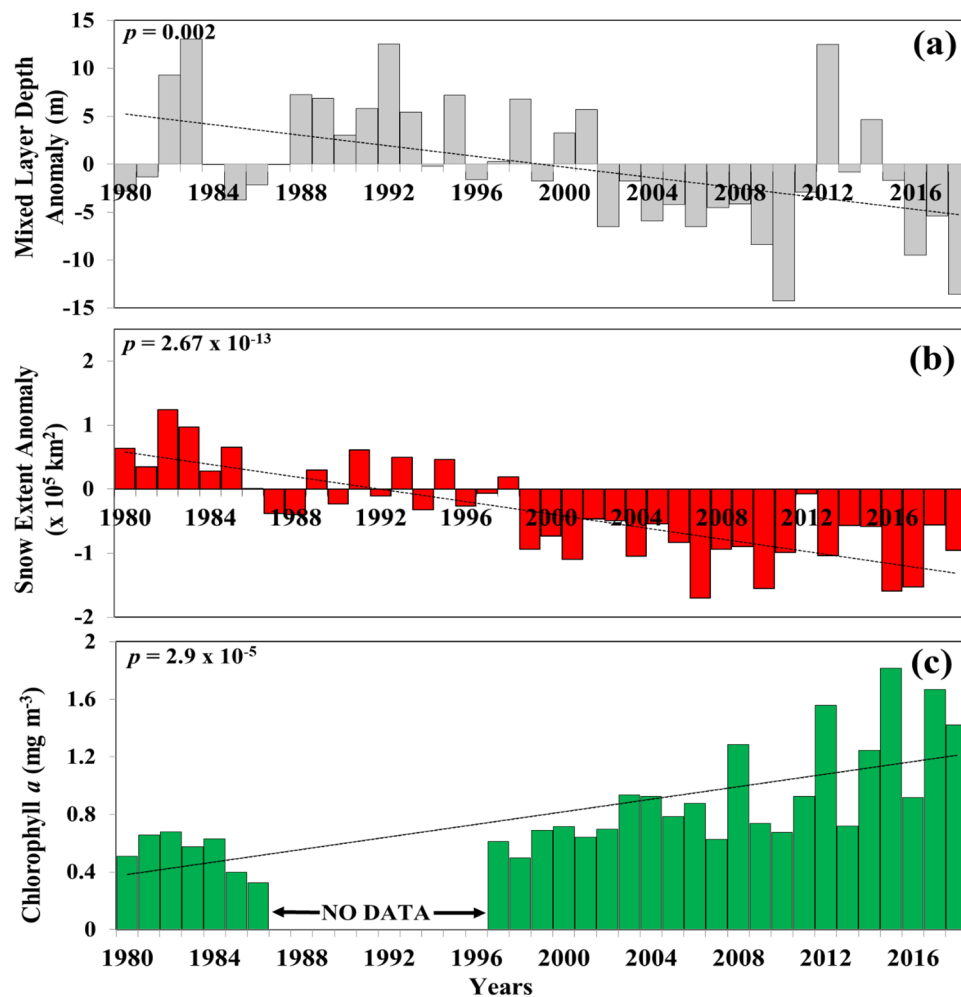 p = 0.002
(a)
Mixed Layer Depth
Anomaly (m)
15
10
5
0
-5
-10
-15
1980 1984 1988 1992 1996 2000 2004 2008 2012 2016
p = 2.67 x 10⁻¹³
(b)
Snow Extent Anomaly
(x 10⁵ km²)
2
1
0
-1
-2
1980 1984 1988 1992 1996 2000 2004 2008 2012 2016
p = 2.9 x 10⁻⁵
(c)
Chlorophyll a (mg m⁻³)
2
1.6
1.2
0.8
0.4
0
NO DATA
1980 1984 1988 1992 1996 2000 2004 2008 2012 2016
Years